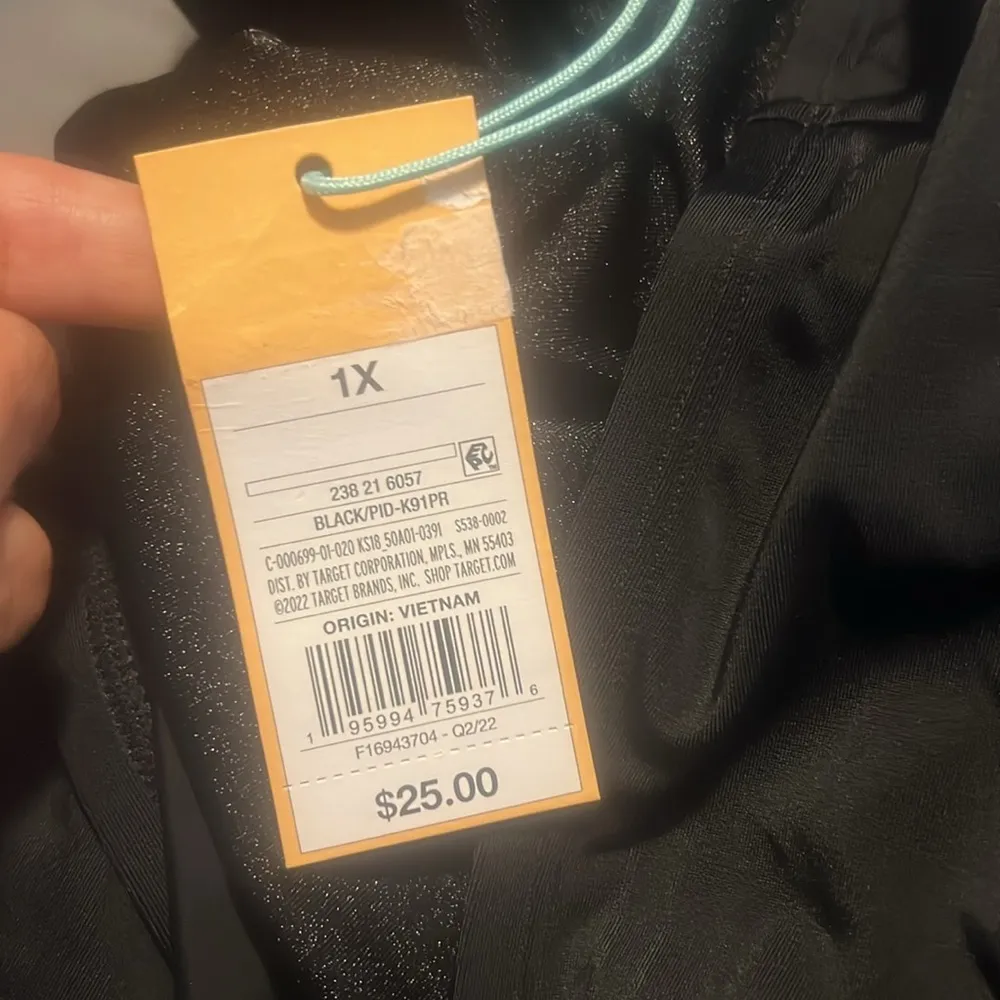 1X
238 21 6057
BLACK/PID-K91PR
C-000699-01-020 KS18_50A01-0391 S538-0002
DIST. BY TARGET CORPORATION, MPLS., MN 55403
©2022 TARGET BRANDS, INC. SHOP TARGET.COM
ORIGIN: VIETNAM
1 95994 75937 6
F16943704 - Q2/22
$25.00